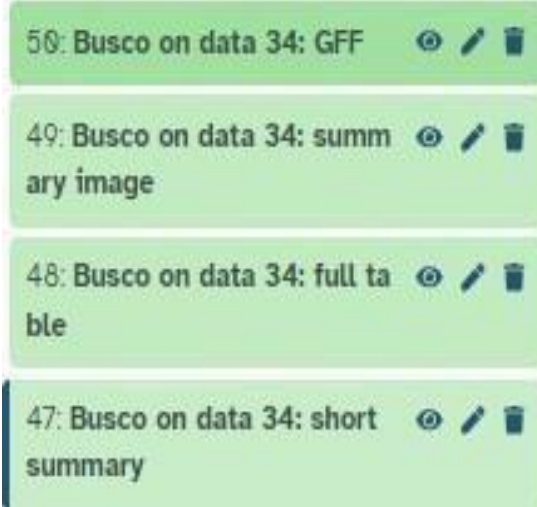 50: Busco on data 34: GFF
49: Busco on data 34: summ
ary image
48: Busco on data 34: full ta
ble
47: Busco on data 34: short
summary